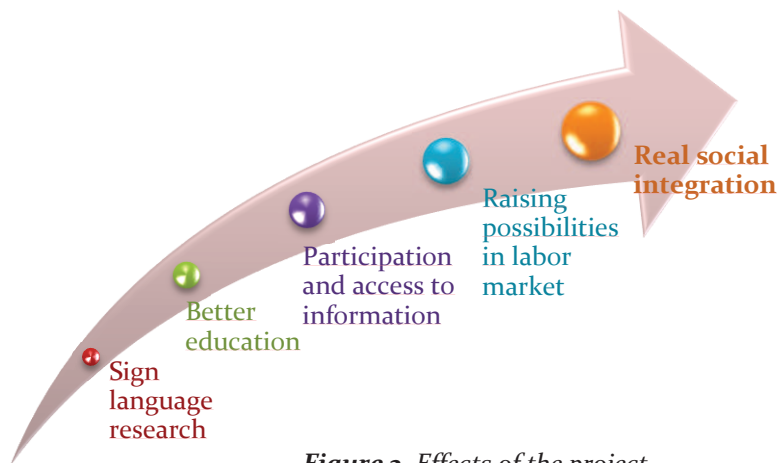 Real social
integration
Raising
possibilities
in labor
market
Participation
and access to
information
Better
education
Sign
language
research
Figure 2. Effects of the project